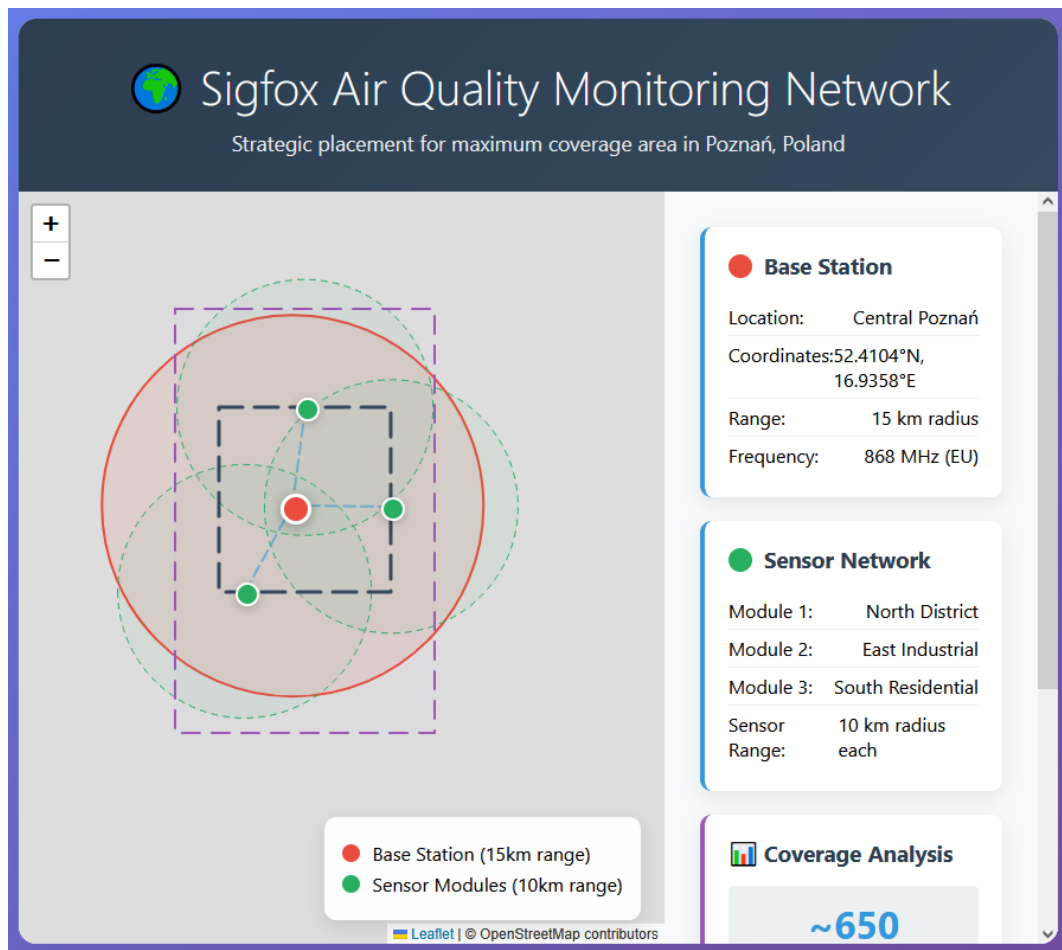 Sigfox Air Quality Monitoring Network
Strategic placement for maximum coverage area in Poznań, Poland
+
−
Base Station
Location: Central Poznań
Coordinates:52.4104°N,
16.9358°E
Range: 15 km radius
Frequency: 868 MHz (EU)
Sensor Network
Module 1: North District
Module 2: East Industrial
Module 3: South Residential
Sensor 10 km radius
Range: each
Coverage Analysis
~650
Base Station (15km range)
Sensor Modules (10km range)
Leaflet | © OpenStreetMap contributors